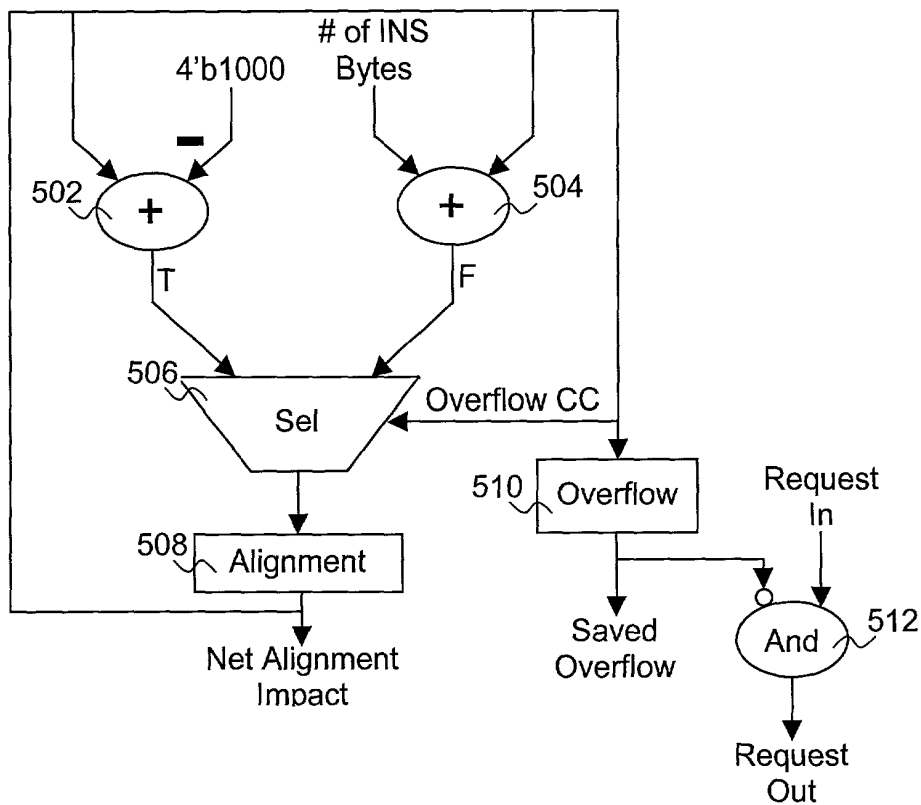 # of INS
Bytes
4'b1000
502
+
+
504
T
F
506
Sel
Overflow CC
510
Overflow
Request
In
508
Alignment
Saved
Overflow
And
512
Net Alignment
Impact
Request
Out